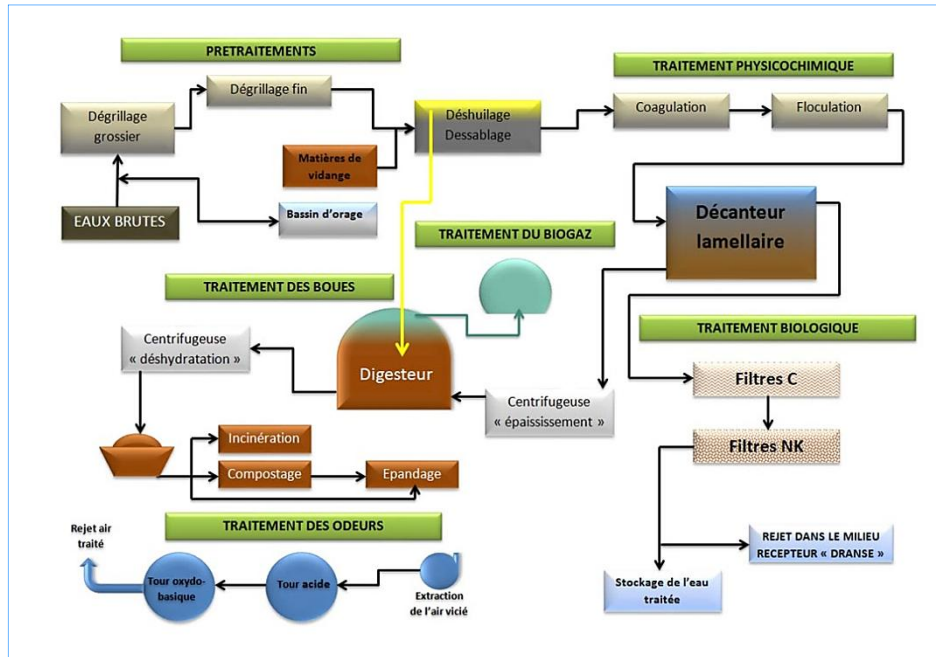 PRETRAITEMENTS
TRAITEMENT PHYSICOCHIMIQUE
Dégrillage fin
Dégrillage
grossier
Déshuilage
Dessablage
Coagulation
Floculation
Matières de
vidange
EAUX BRUTES
Bassin d’orage
Décanteur
lamellaire
TRAITEMENT DU BIOGAZ
TRAITEMENT DES BOUES
TRAITEMENT BIOLOGIQUE
Centrifugeuse
« déshydratation »
Digesteur
Centrifugeuse
« épaississement »
Filtres C
Filtres NK
Incinération
Compostage
Epandage
TRAITEMENT DES ODEURS
Rejet air
traité
Tour oxydo-
basique
Tour acide
Extraction
de l’air vicié
REJET DANS LE MILIEU
RECEPTEUR « DRANSE »
Stockage de l’eau
traitée